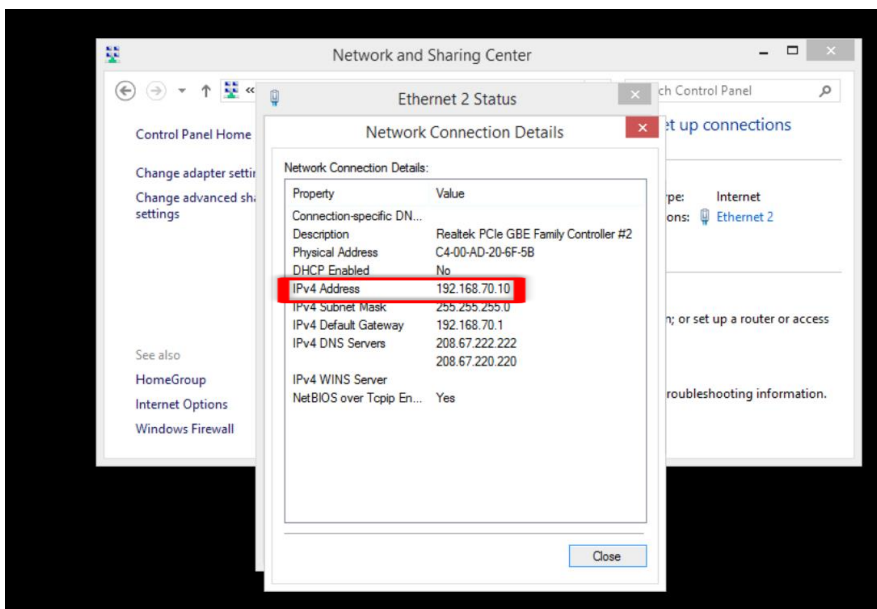 Network and Sharing Center
ch Control Panel
Ethernet 2 Status
Network Connection Details
Control Panel Home
et up connections
Change adapter settin
Change advanced sha
settings
Network Connection Details:
Property Value
Connection-specific DN...
Description Realtek PCIe GBE Family Controller #2
Physical Address C4-00-AD-20-6F-5B
DHCP Enabled No
IPv4 Address 192.168.70.10
IPv4 Subnet Mask 255.255.255.0
IPv4 Default Gateway 192.168.70.1
IPv4 DNS Servers 208.67.222.222
208.67.220.220
IPv4 WINS Server
NetBIOS over Tcpip En... Yes
pe: Internet
ons: Ethernet 2
n; or set up a router or access
roubleshooting information.
See also
HomeGroup
Internet Options
Windows Firewall
Close